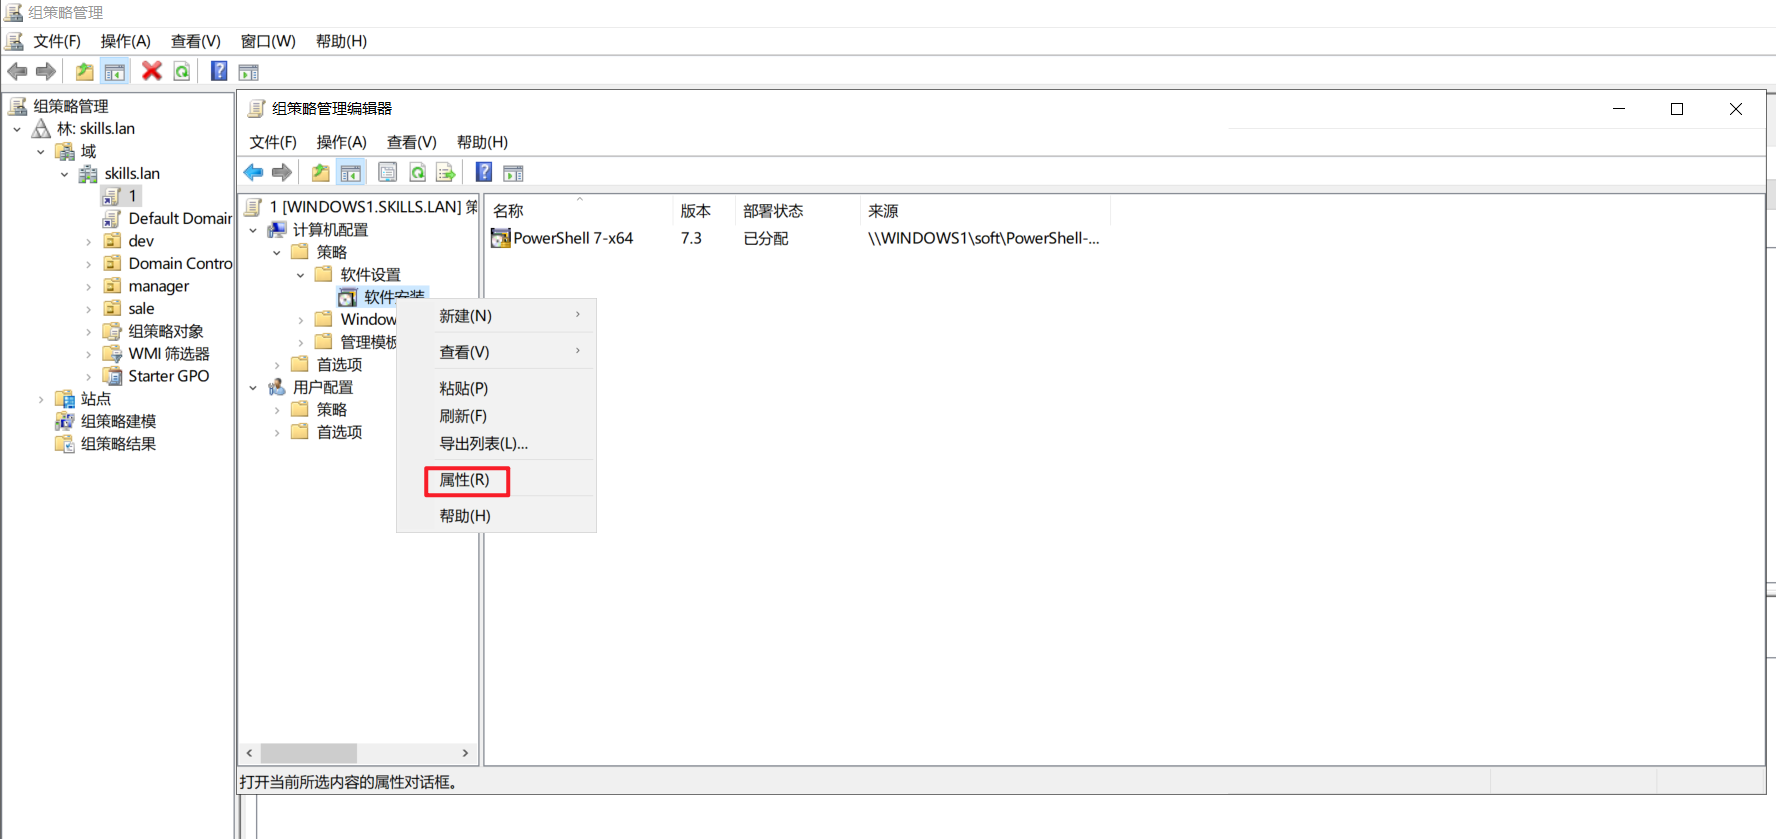 组策略管理
文件(F) 操作(A) 查看(V) 窗口(W) 帮助(H)
组策略管理
林: skills.lan
域
skills.lan
1
Default Domain
dev
Domain Contro
manager
sale
组策略对象
WMI 筛选器
Starter GPO
站点
组策略建模
组策略结果
组策略管理编辑器
文件(F) 操作(A) 查看(V) 帮助(H)
1 [WINDOWS1.SKILLS.LAN] 策
计算机配置
策略
软件设置
软件安装
Window
管理模板
首选项
用户配置
策略
首选项
名称 版本 部署状态 来源
PowerShell 7-x64 7.3 已分配 \\WINDOWS1\soft\PowerShell-...
新建(N)
查看(V)
粘贴(P)
刷新(F)
导出列表(L)...
属性(R)
帮助(H)
打开当前所选内容的属性对话框。